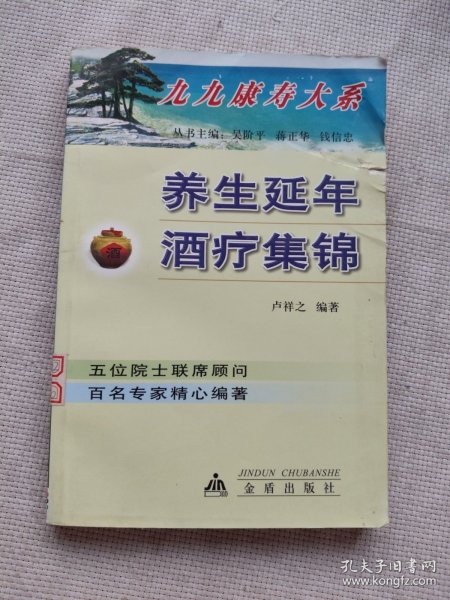 九九康寿大系
丛书主编：吴阶平 蒋正华 钱信忠
养生延年
酒疗集锦
酒
卢祥之 编著
五位院士联席顾问
百名专家精心编著
JINDUN CHUBANSHE
金盾出版社
孔夫子旧书网
www.kongfz.com